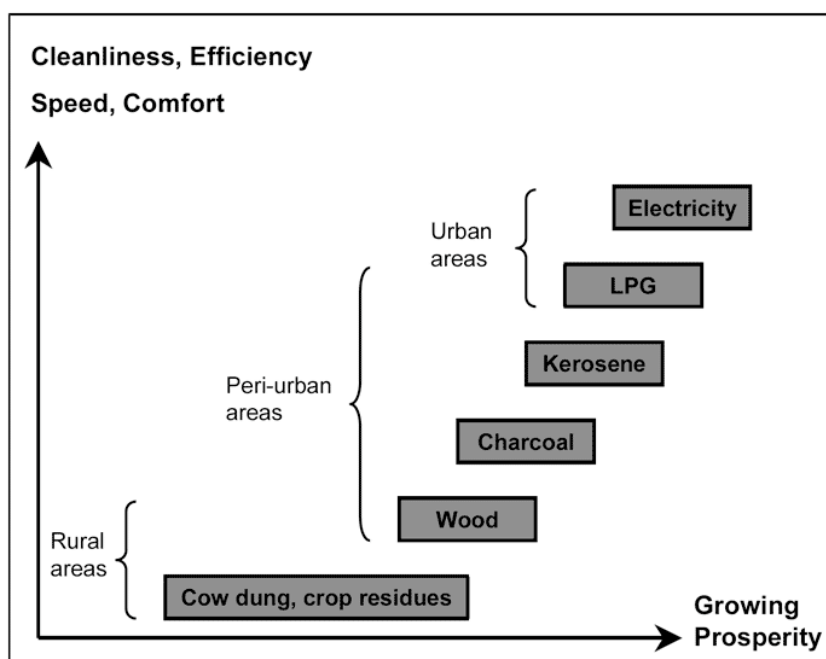 Cleanliness, Efficiency
Speed, Comfort
Electricity
Urban
areas
LPG
Kerosene
Peri-urban
areas
Charcoal
Wood
Rural
areas
Cow dung, crop residues
Growing
Prosperity